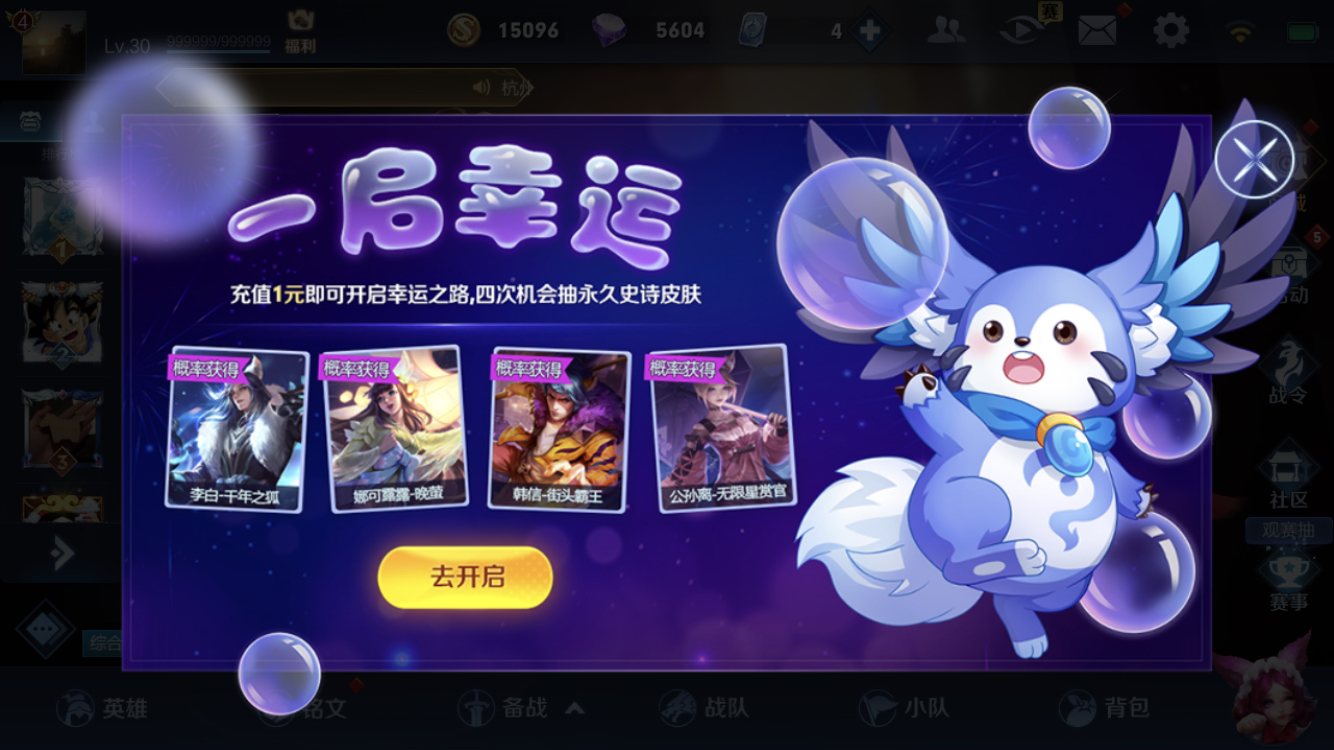 4
Lv.30
999999/999999
福利
15096
5604
4
赛
杭州
一启幸运
充值1元即可开启幸运之路,四次机会抽永久史诗皮肤
概率获得
概率获得
概率获得
概率获得
李白-千年之狐
娜可露露-晚萤
韩信-街头霸王
公孙离-无限星赏官
去开启
1
2
3
综合
5
战令
社区
观赛抽
赛事
英雄
铭文
备战
战队
小队
背包